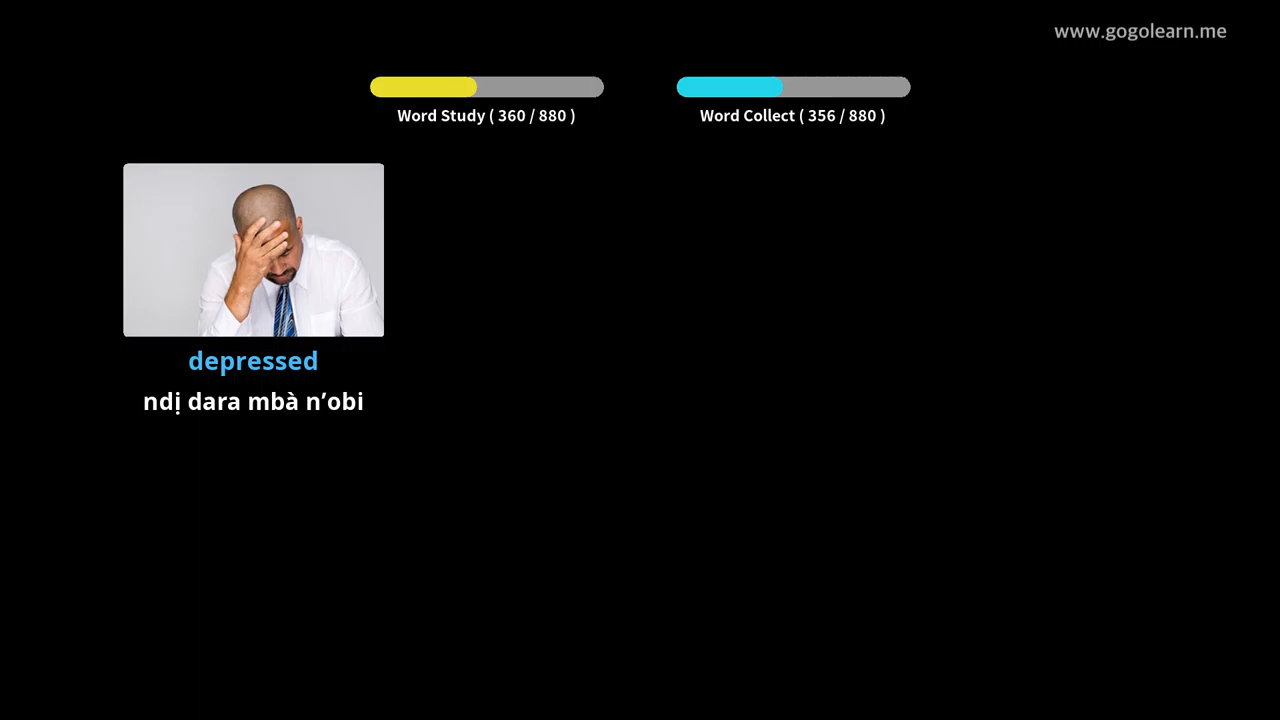 www.gogolearn.me
Word Study ( 360 / 880 )
Word Collect ( 356 / 880 )
depressed
ndị dara mbà n’obi